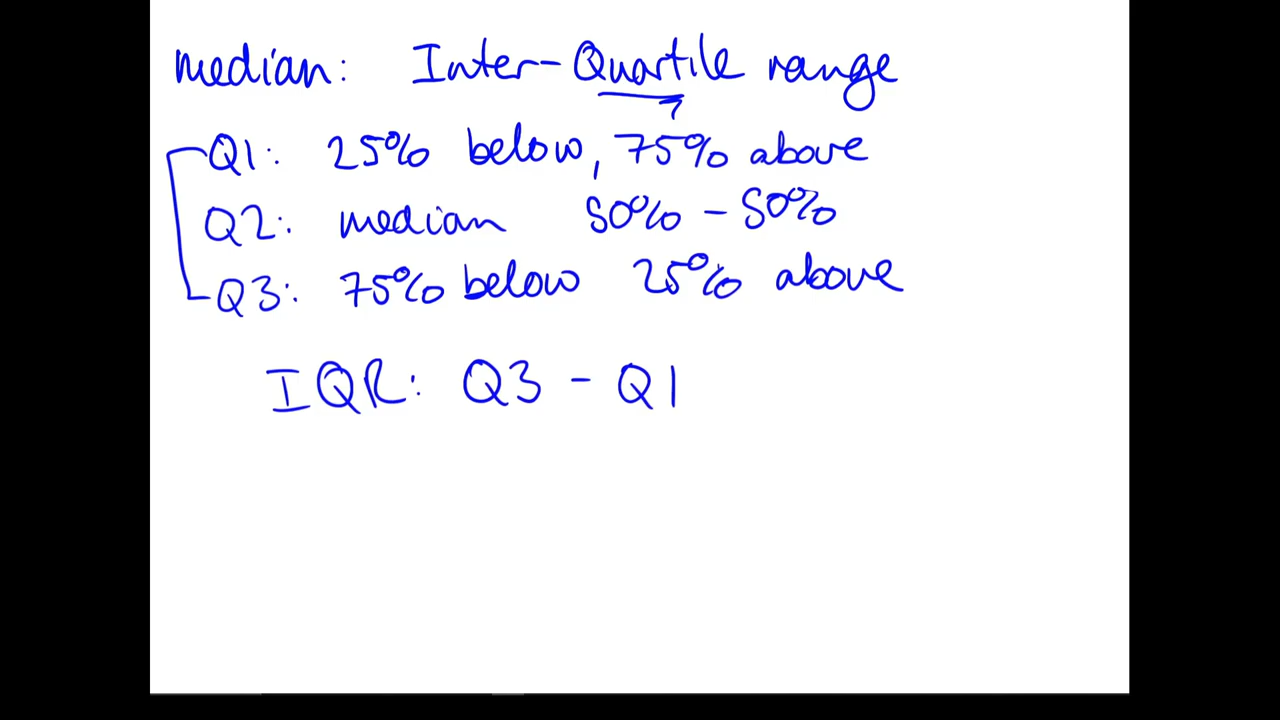 median: Inter-Quartile range
Q1: 25% below, 75% above
Q2: median 50% - 50%
Q3: 75% below 25% above
IQR: Q3 - Q1